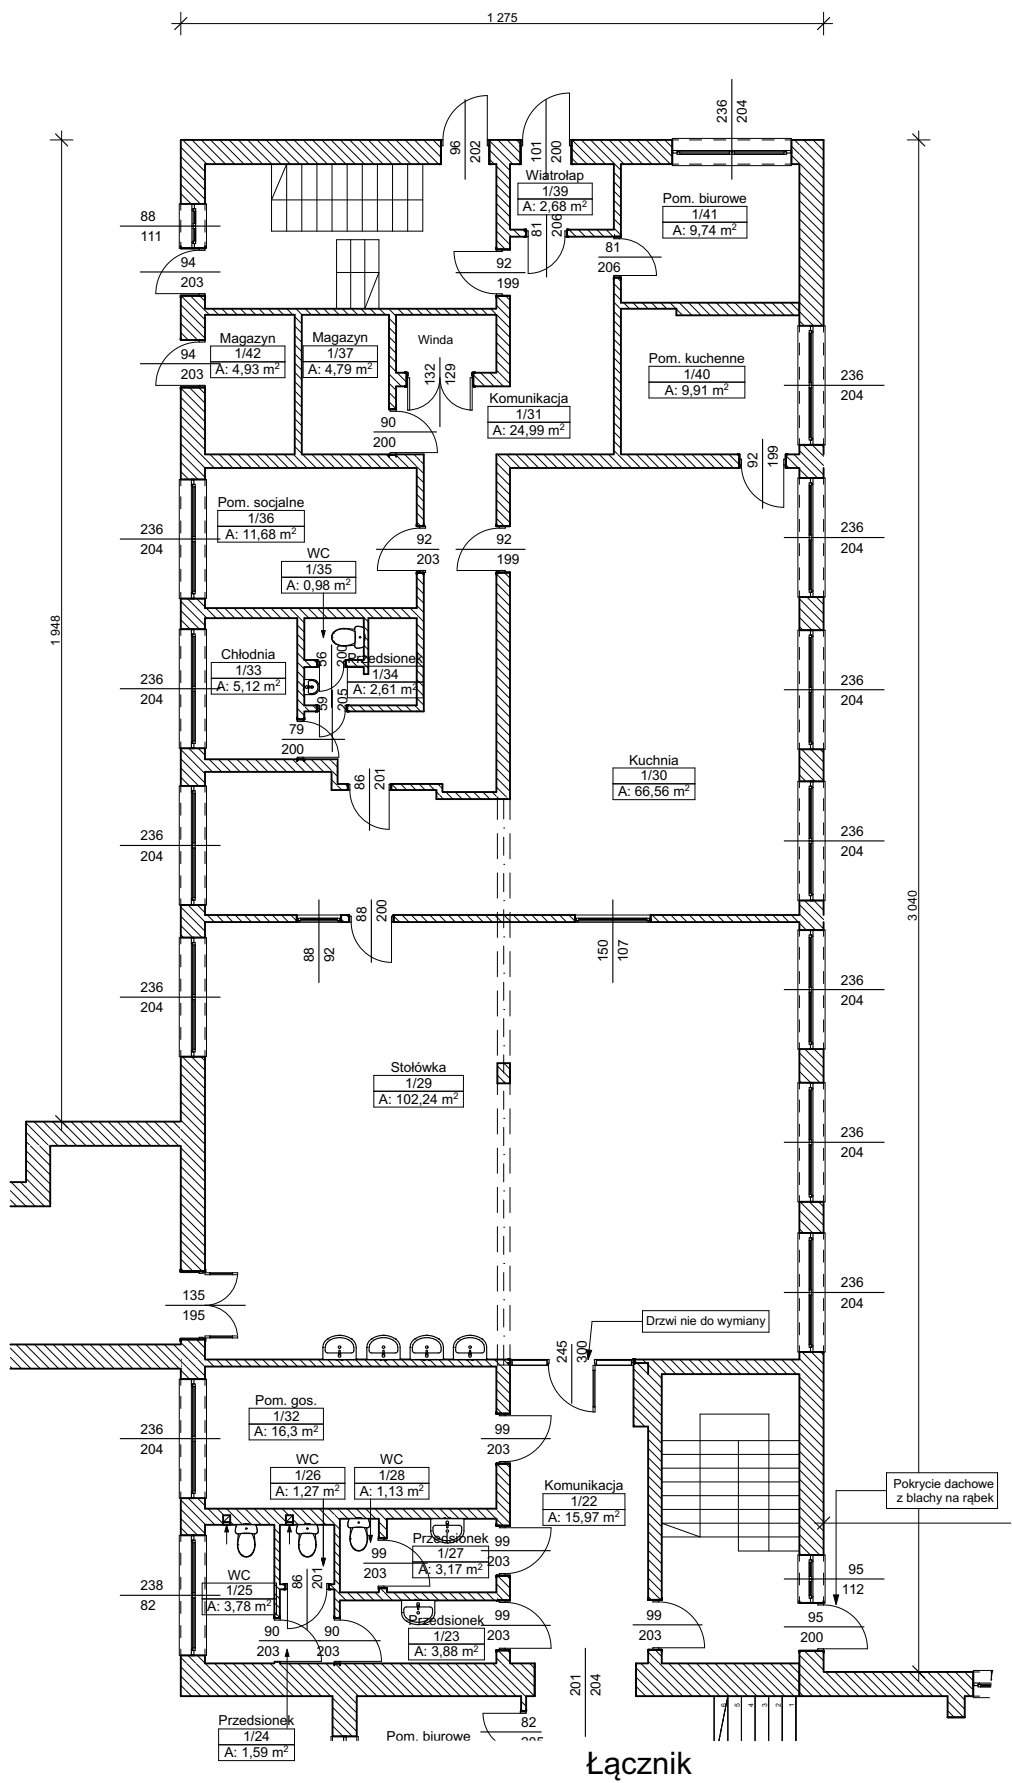 1 275
236
204
96
202
101
200
Wiatrołap
1/39
A: 2,68 m²
81
206
Pom. biurowe
1/41
A: 9,74 m²
88
111
94
203
92
199
81
206
94
203
Magazyn
1/42
A: 4,93 m²
Magazyn
1/37
A: 4,79 m²
Winda
132
129
Komunikacja
1/31
A: 24,99 m²
Pom. kuchenne
1/40
A: 9,91 m²
236
204
90
200
92
199
Pom. socjalne
1/36
A: 11,68 m²
236
204
WC
1/35
A: 0,98 m²
92
203
92
199
236
204
1 948
Chłodnia
1/33
A: 5,12 m²
56
200
Przedsionek
1/34
A: 2,61 m²
59
205
236
204
236
204
79
200
86
201
Kuchnia
1/30
A: 66,56 m²
236
204
236
204
3 040
88
200
88
92
150
107
236
204
236
204
Stołówka
1/29
A: 102,24 m²
236
204
135
195
236
204
Drzwi nie do wymiany
245
300
Pom. gos.
1/32
A: 16,3 m²
236
204
99
203
WC
1/26
A: 1,27 m²
WC
1/28
A: 1,13 m²
Komunikacja
1/22
A: 15,97 m²
Pokrycie dachowe
z blachy na rąbek
Przedsionek
1/27
A: 3,17 m²
99
203
99
203
86
201
WC
1/25
A: 3,78 m²
238
82
95
112
Przedsionek
1/23
A: 3,88 m²
90
203
90
203
99
203
99
203
95
200
201
204
Przedsionek
1/24
A: 1,59 m²
Pom. biurowe
82
205
6
5
4
3
2
1
Łącznik